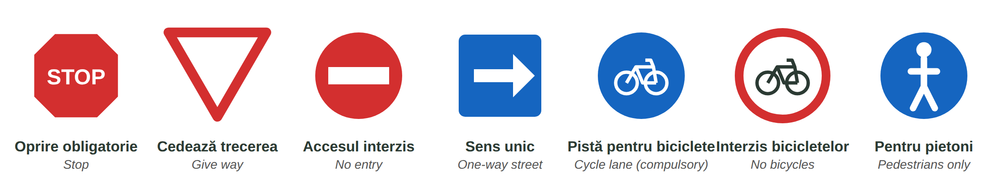 STOP
Oprire obligatorie
Stop
Cedează trecerea
Give way
Accesul interzis
No entry
Sens unic
One-way street
Pistă pentru biciclete
Cycle lane (compulsory)
Interzis bicicletelor
No bicycles
Pentru pietoni
Pedestrians only